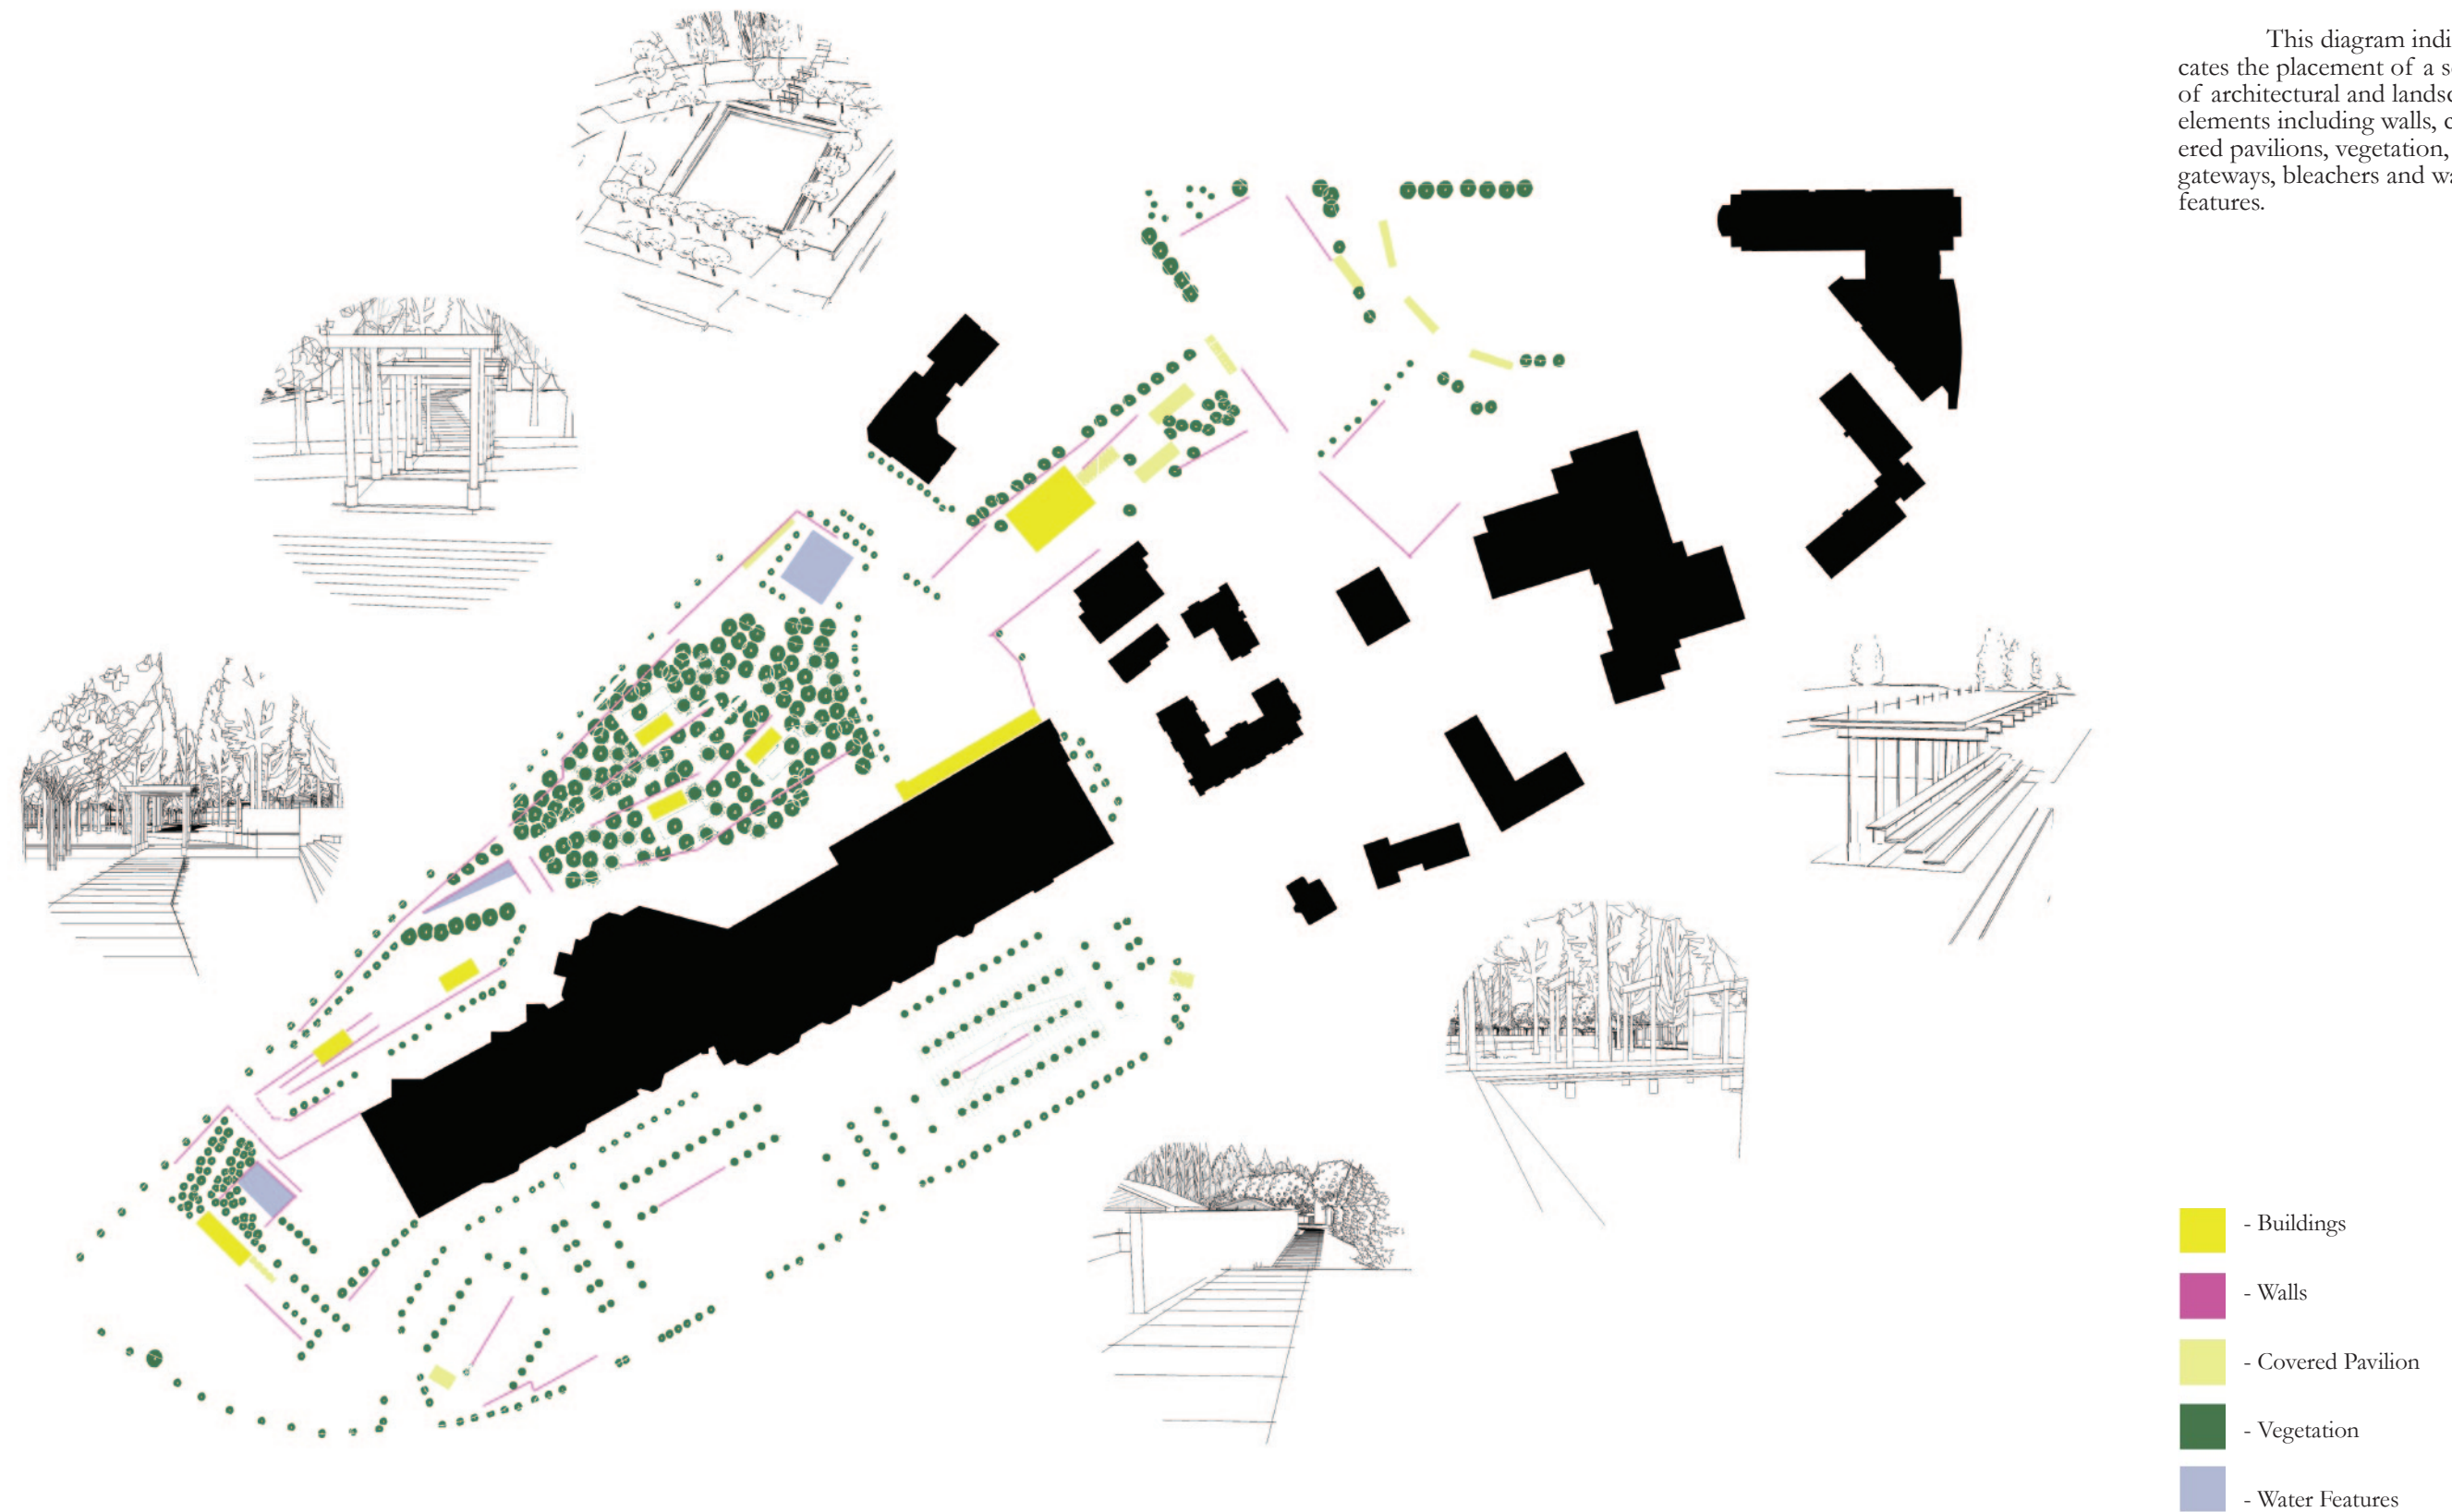 This diagram indi
cates the placement of a s
of architectural and landsc
elements including walls, c
ered pavilions, vegetation,
gateways, bleachers and wa
features.
- Buildings
- Walls
- Covered Pavilion
- Vegetation
- Water Features